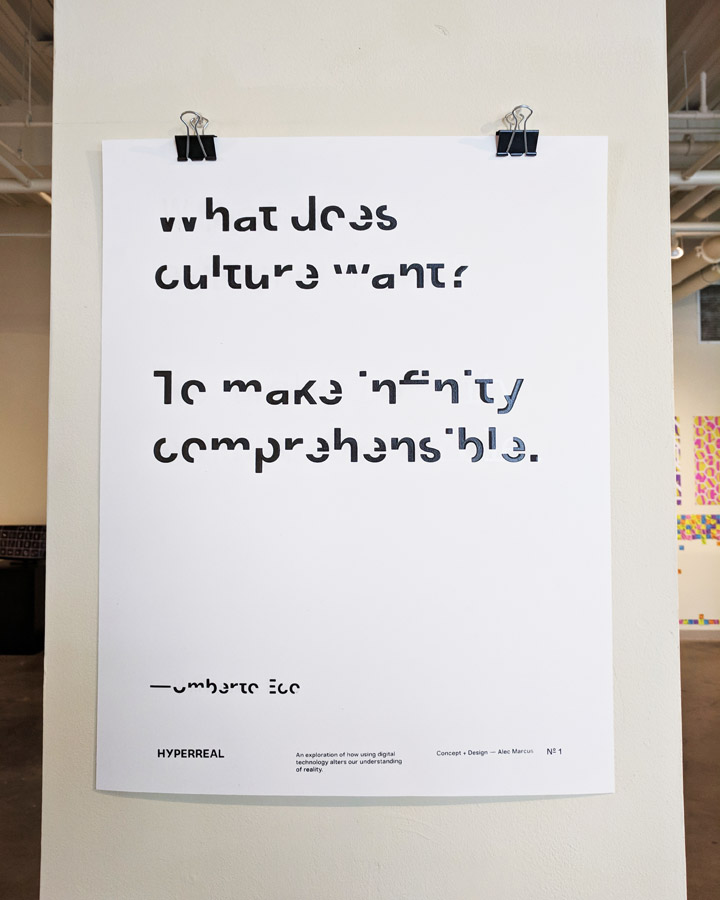 What does
culture want?
To make infinity
comprehensible.
—Umberto Eco
HYPERREAL
An exploration of how using digital
technology alters our understanding
of reality.
Concept + Design — Alec Marcus
Nº 1